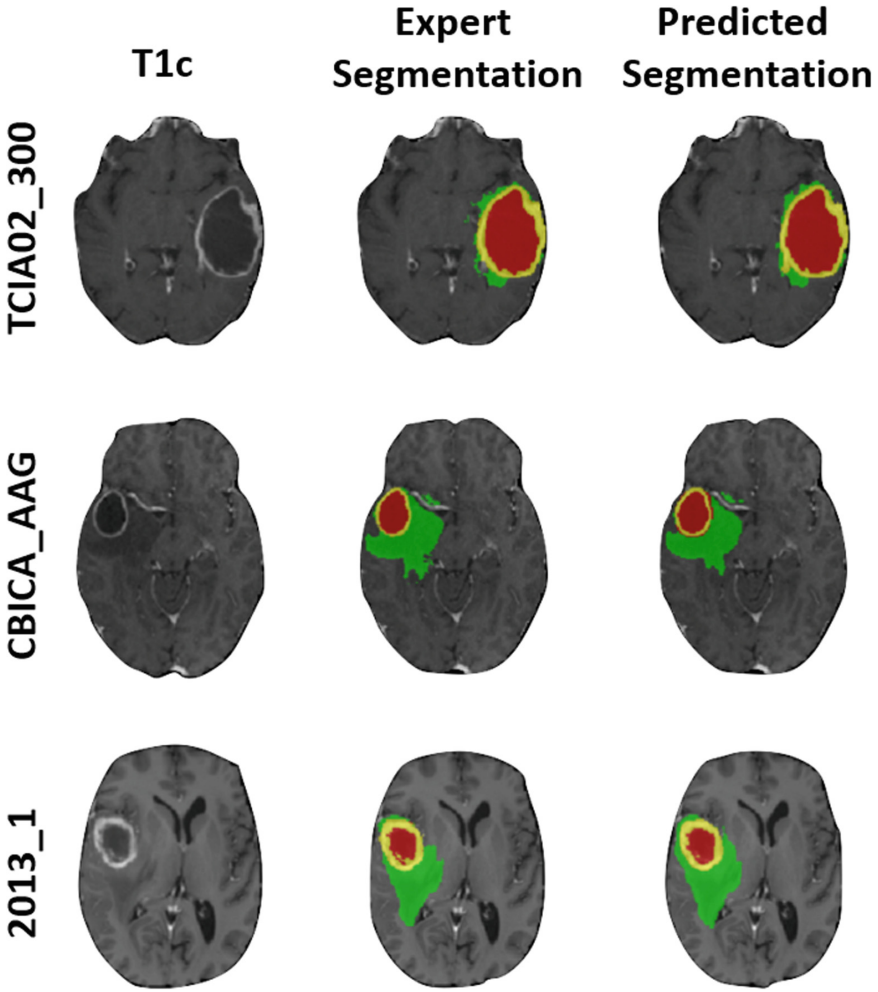 T1c
Expert
Segmentation
Predicted
Segmentation
TCIA02_300
CBICA_AAG
2013_1